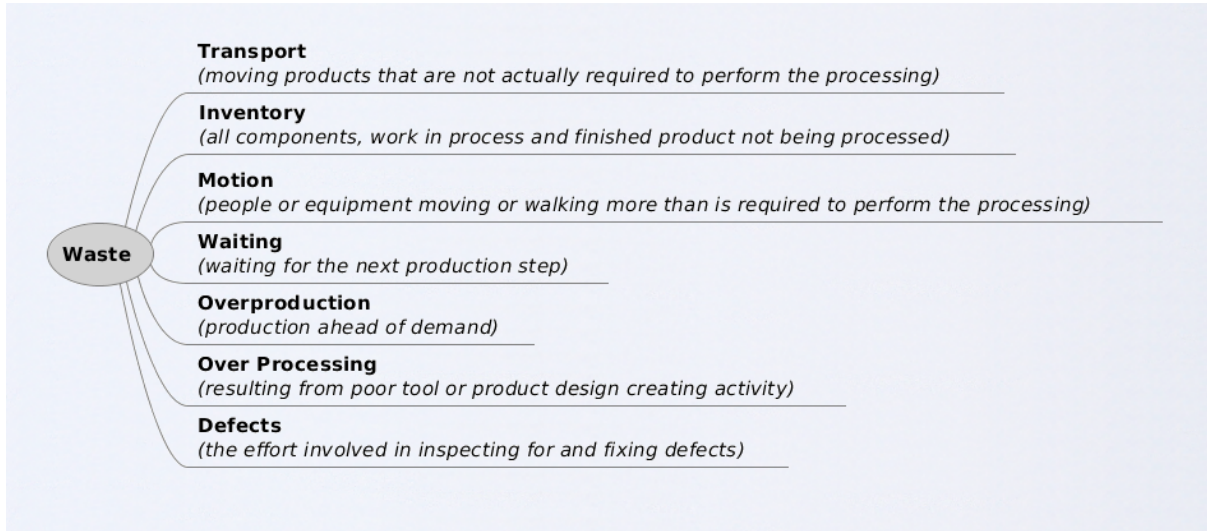 Transport
(moving products that are not actually required to perform the processing)
Inventory
(all components, work in process and finished product not being processed)
Motion
(people or equipment moving or walking more than is required to perform the processing)
Waste
Waiting
(waiting for the next production step)
Overproduction
(production ahead of demand)
Over Processing
(resulting from poor tool or product design creating activity)
Defects
(the effort involved in inspecting for and fixing defects)